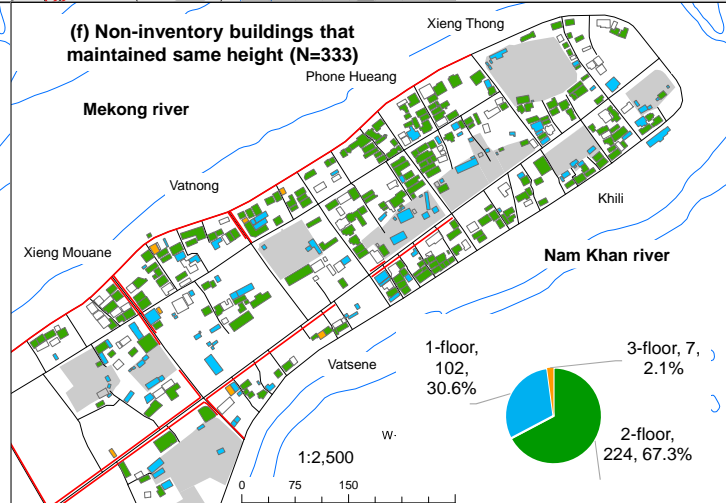 (f) Non-inventory buildings that
maintained same height (N=333)
Xieng Thong
Phone Hueang
Mekong river
Vatnong
Khili
Xieng Mouane
Nam Khan river
1-floor,
102,
30.6%
3-floor, 7,
2.1%
Vatsene
2-floor,
224, 67.3%
W-
1:2,500
0 75 150